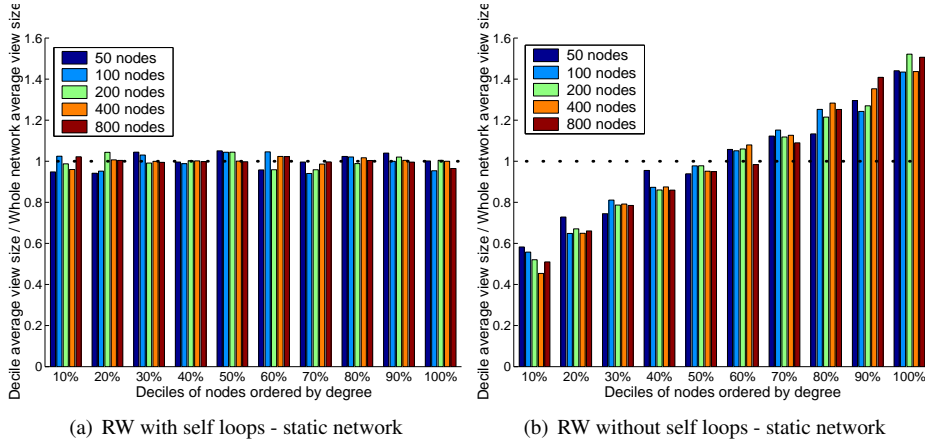 Decile average view size / Whole network average view size
1.6
1.4
1.2
1
0.8
0.6
0.4
0.2
0
50 nodes
100 nodes
200 nodes
400 nodes
800 nodes
10% 20% 30% 40% 50% 60% 70% 80% 90% 100%
Deciles of nodes ordered by degree
(a) RW with self loops - static network
Decile average view size / Whole network average view size
1.6
1.4
1.2
1
0.8
0.6
0.4
0.2
0
50 nodes
100 nodes
200 nodes
400 nodes
800 nodes
10% 20% 30% 40% 50% 60% 70% 80% 90% 100%
Deciles of nodes ordered by degree
(b) RW without self loops - static network